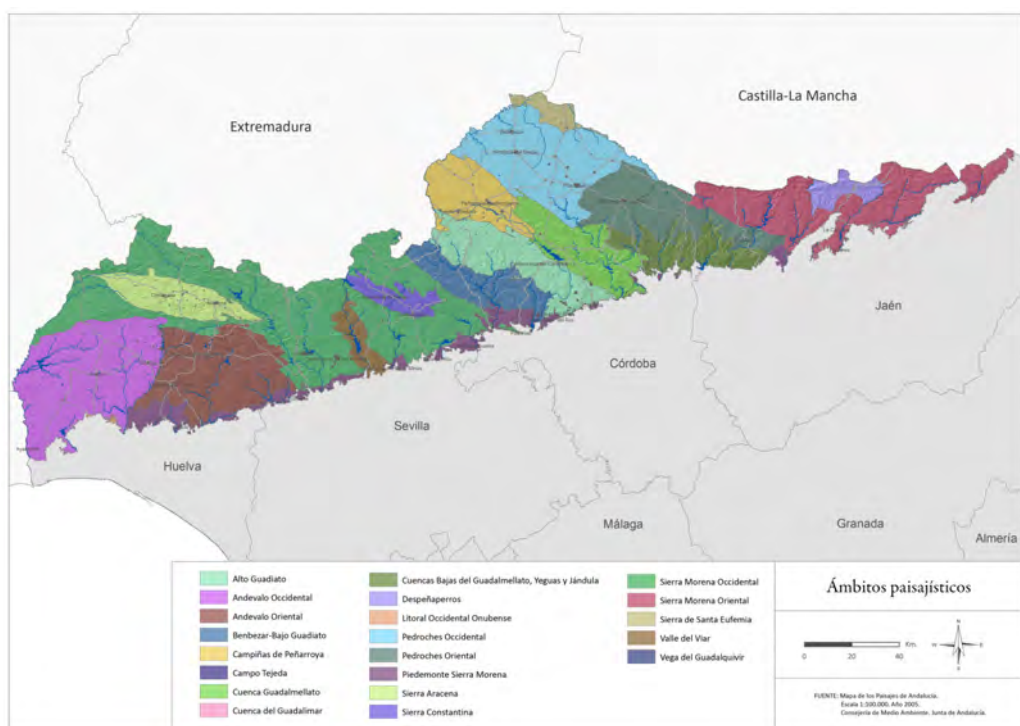 Castilla-La Mancha
Extremadura
Jaén
Córdoba
Sevilla
Huelva
Málaga
Granada
Almería
Alto Guadiato
Andevalo Occidental
Andevalo Oriental
Benbezar-Bajo Guadiato
Campiñas de Peñarroya
Campo Tejeda
Cuenca Guadalmellato
Cuenca del Guadalimar
Cuencas Bajas del Guadalmellato, Yeguas y Jándula
Despeñaperros
Litoral Occidental Onubense
Pedroches Occidental
Pedroches Oriental
Piedemonte Sierra Morena
Sierra Aracena
Sierra Constantina
Sierra Morena Occidental
Sierra Morena Oriental
Sierra de Santa Eufemia
Valle del Viar
Vega del Guadalquivir
Ámbitos paisajísticos
Km.
0 20 40
N
E
S
FUENTE: Mapa de los Paisajes de Andalucía.
Escala 1:100.000. Año 2005.
Consejería de Medio Ambiente. Junta de Andalucía.